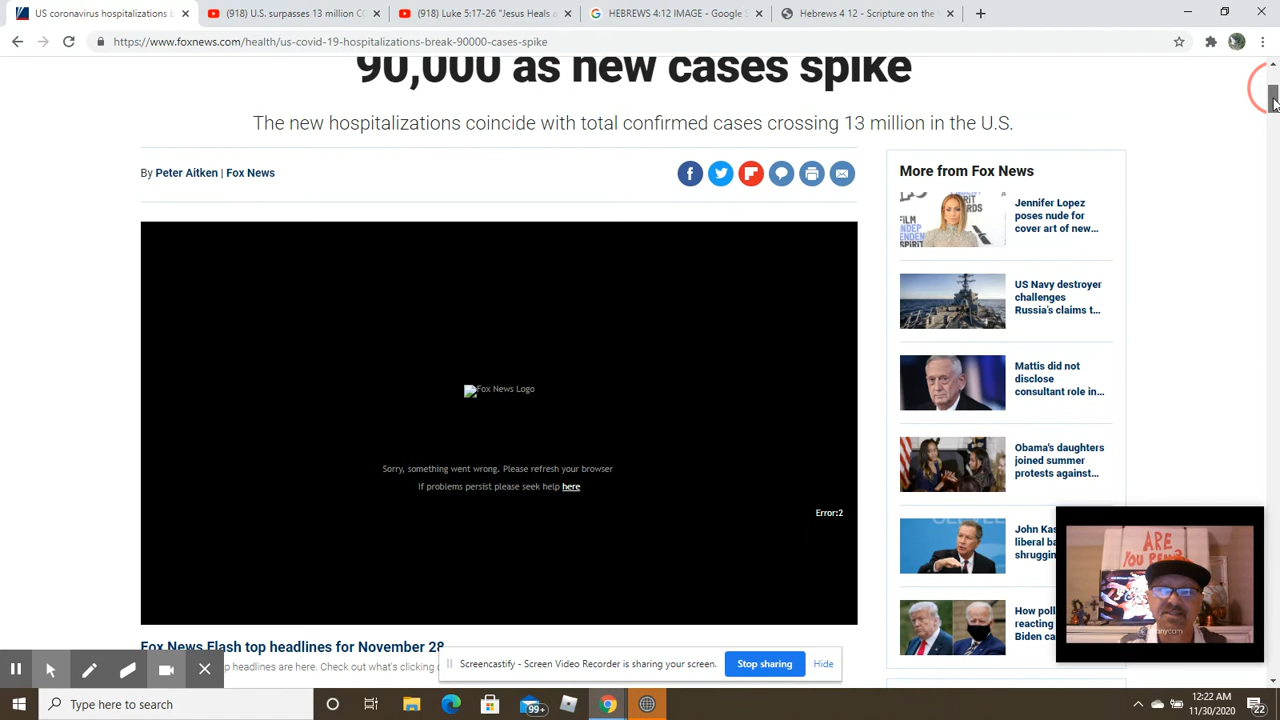 US coronavirus hospitalizations b
(918) U.S. surpasses 13 million CO
(918) Luke 5:17-26 "Jesus Heals a
HEBREWS 4:12 IMAGE - Google S
Hebrews 4 12 - Scripture on the
https://www.foxnews.com/health/us-covid-19-hospitalizations-break-90000-cases-spike
90,000 as new cases spike
The new hospitalizations coincide with total confirmed cases crossing 13 million in the U.S.
By Peter Aitken | Fox News
Fox News Logo
Sorry, something went wrong. Please refresh your browser
If problems persist please seek help here
Error:2
Fox News Flash top headlines for November 28
p headlines are here. Check out what's clicking
More from Fox News
Jennifer Lopez
poses nude for
cover art of new...
US Navy destroyer
challenges
Russia's claims t...
Mattis did not
disclose
consultant role in...
Obama's daughters
joined summer
protests against...
John Kas
liberal ba
shruggin
How poll
reacting
Biden ca
ARE
YOU
Screencastify - Screen Video Recorder is sharing your screen.
Stop sharing
Hide
Type here to search
99+
12:22 AM
11/30/2020
22